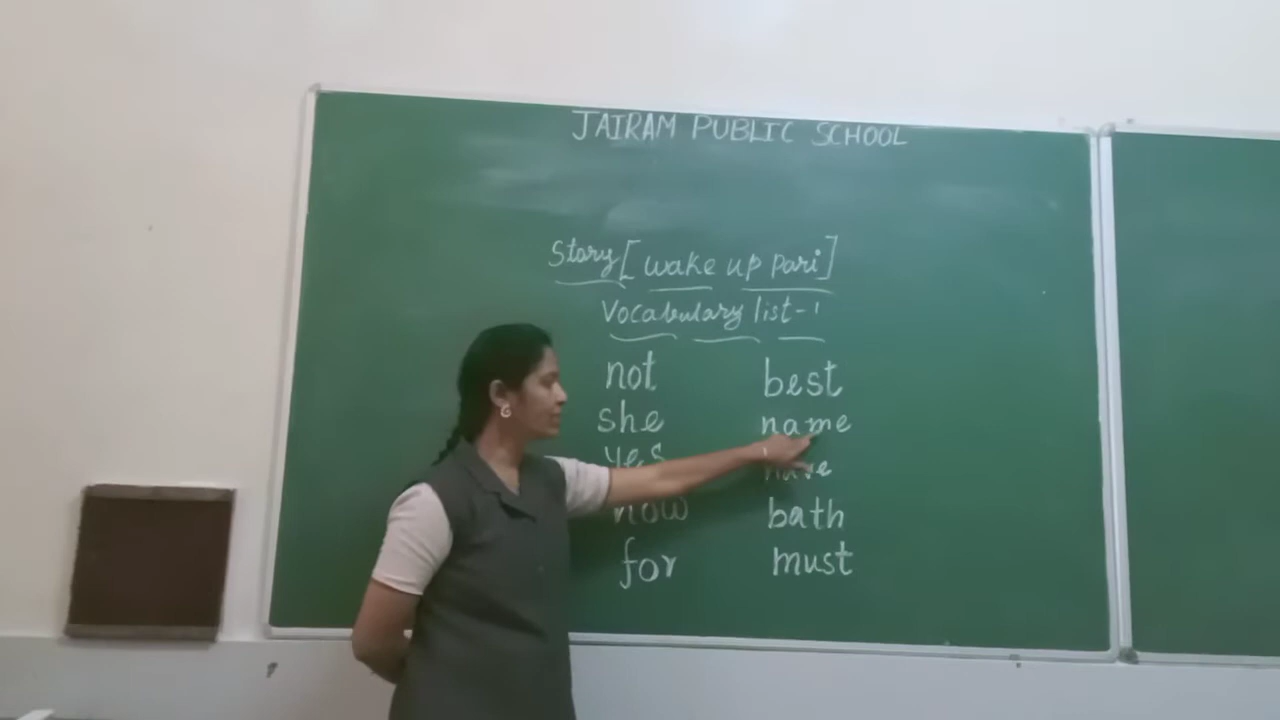 JAIRAM PUBLIC SCHOOL
Story [ wake up pari ]
Vocabulary list-1
not best
she name
yes have
now bath
for must